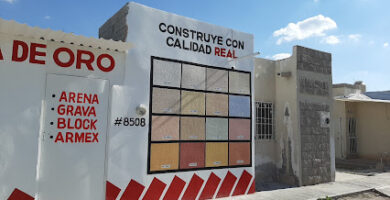 CONSTRUYE CON
CALIDAD REAL
A DE ORO
ARENA
GRAVA
BLOCK
ARMEX
#8508